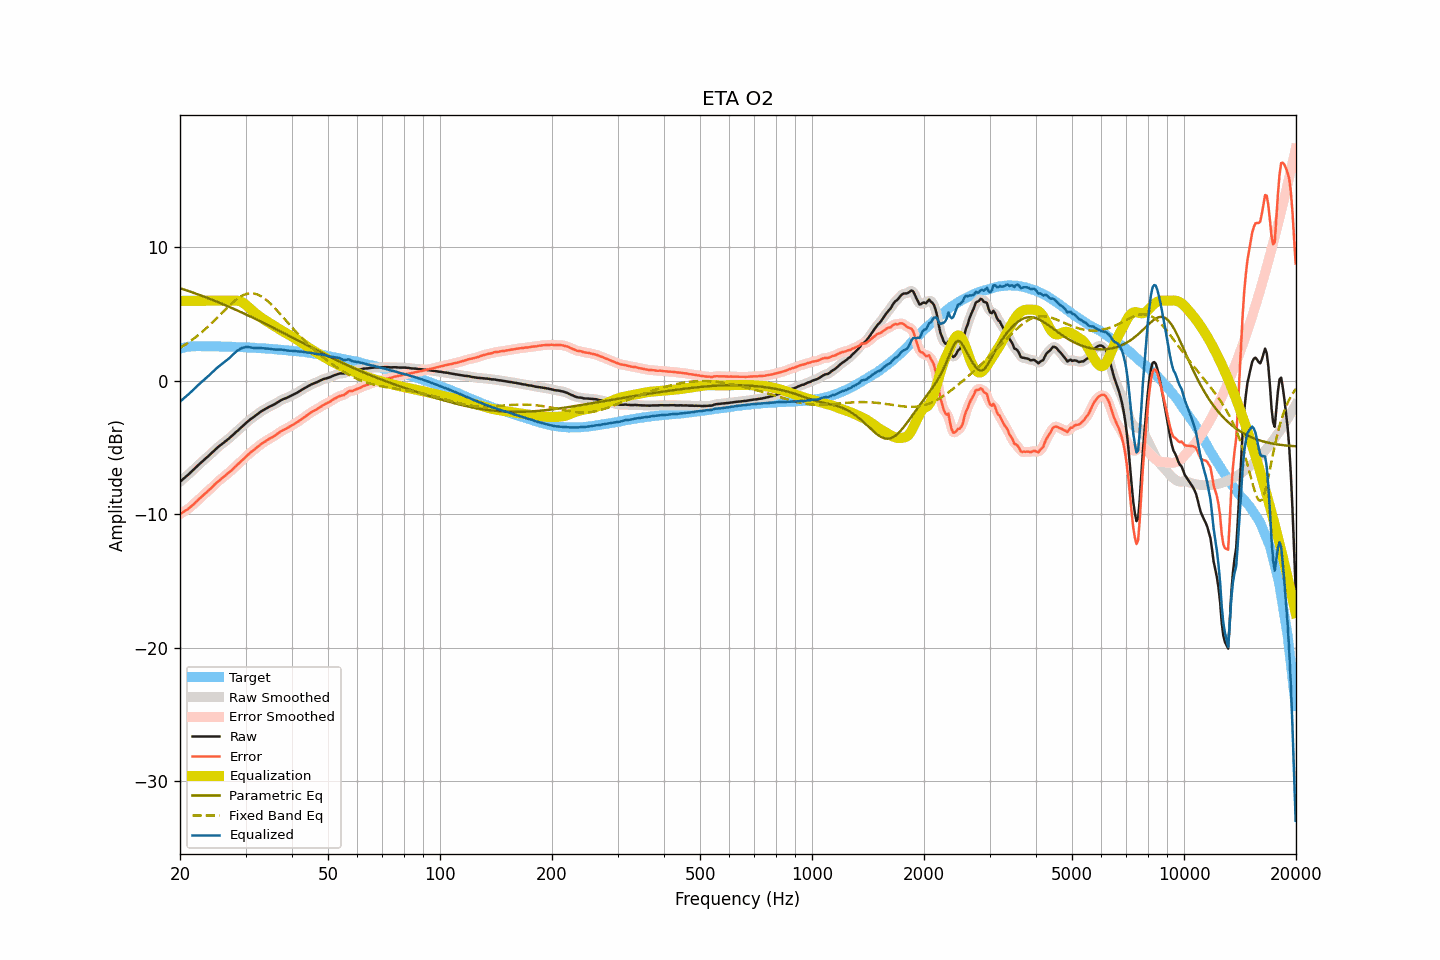 ETA O2
Amplitude (dBr)
10
0
−10
−20
−30
Target
Raw Smoothed
Error Smoothed
Raw
Error
Equalization
Parametric Eq
Fixed Band Eq
Equalized
20 50 100 200 500 1000 2000 5000 10000 20000
Frequency (Hz)